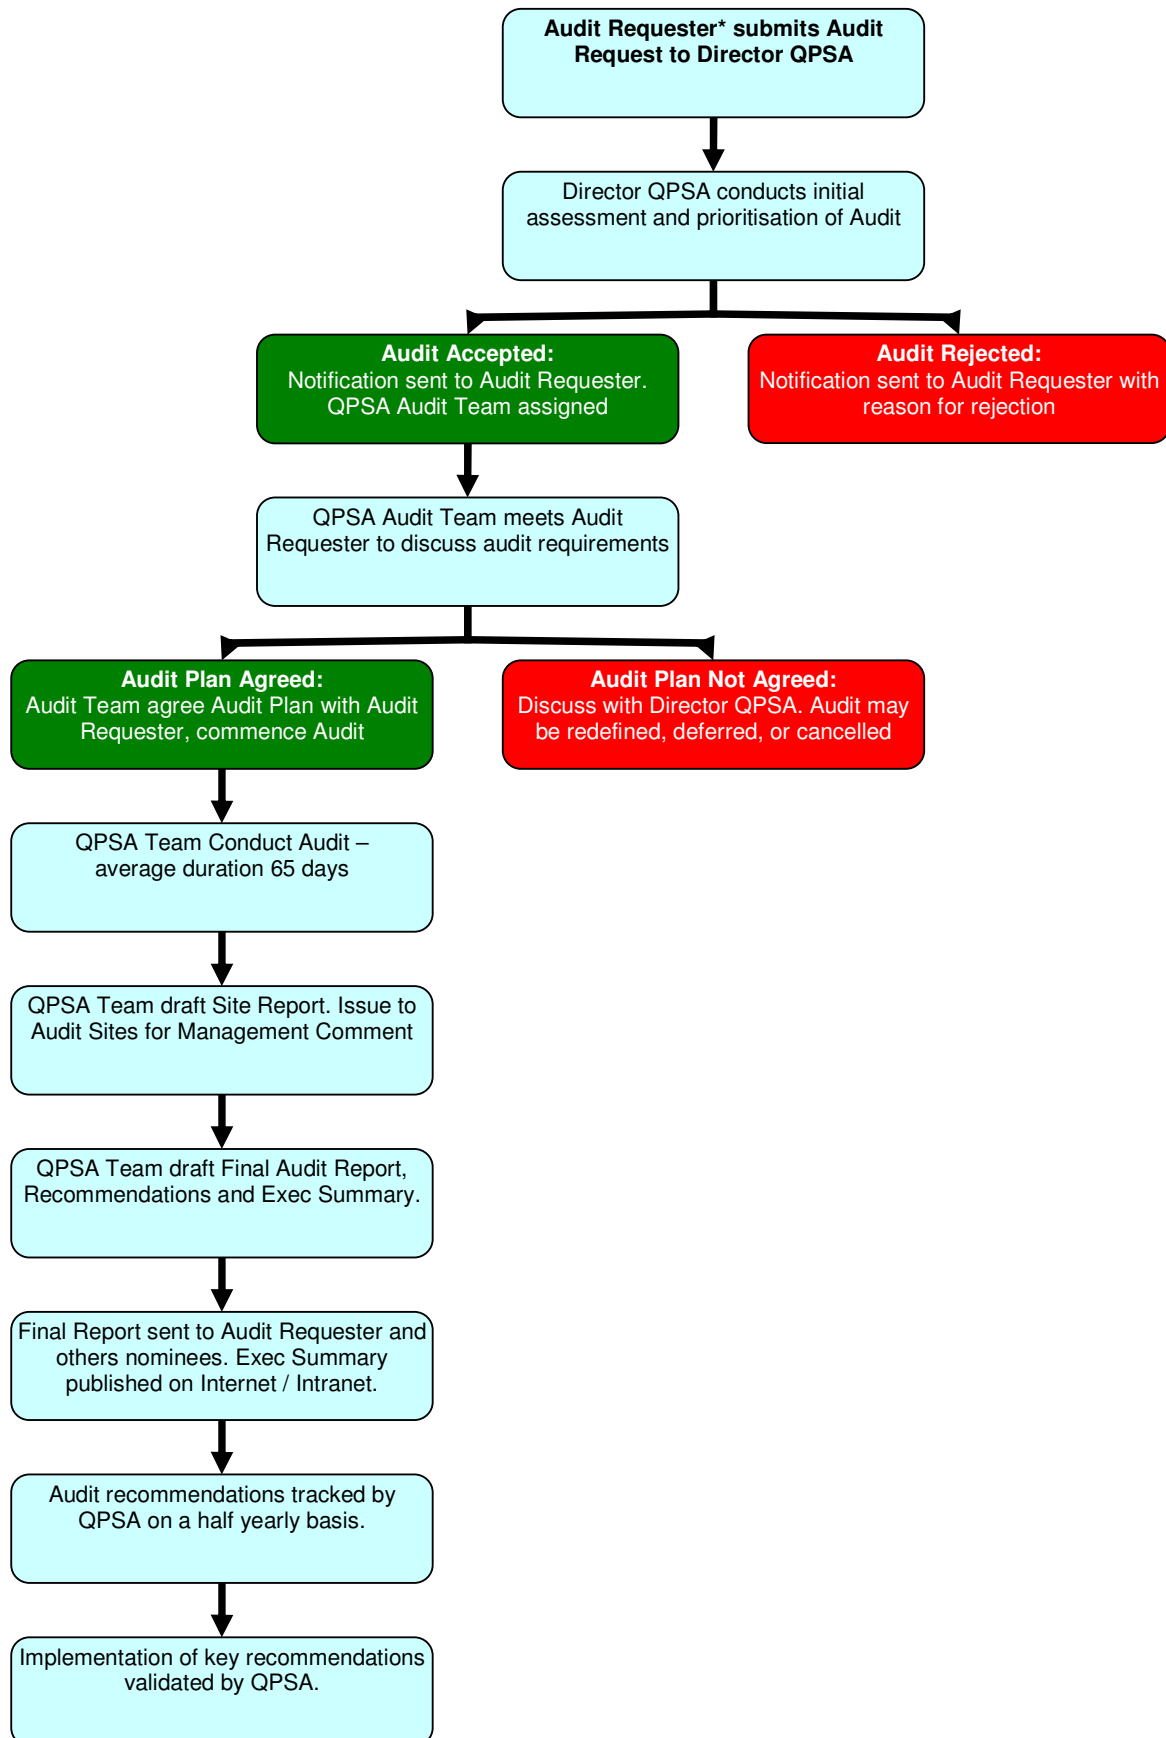 Audit Requester* submits Audit
Request to Director QPSA
Director QPSA conducts initial
assessment and prioritisation of Audit
Audit Accepted:
Notification sent to Audit Requester.
QPSA Audit Team assigned
Audit Rejected:
Notification sent to Audit Requester with
reason for rejection
QPSA Audit Team meets Audit
Requester to discuss audit requirements
Audit Plan Agreed:
Audit Team agree Audit Plan with Audit
Requester, commence Audit
Audit Plan Not Agreed:
Discuss with Director QPSA. Audit may
be redefined, deferred, or cancelled
QPSA Team Conduct Audit –
average duration 65 days
QPSA Team draft Site Report. Issue to
Audit Sites for Management Comment
QPSA Team draft Final Audit Report,
Recommendations and Exec Summary.
Final Report sent to Audit Requester and
others nominees. Exec Summary
published on Internet / Intranet.
Audit recommendations tracked by
QPSA on a half yearly basis.
Implementation of key recommendations
validated by QPSA.